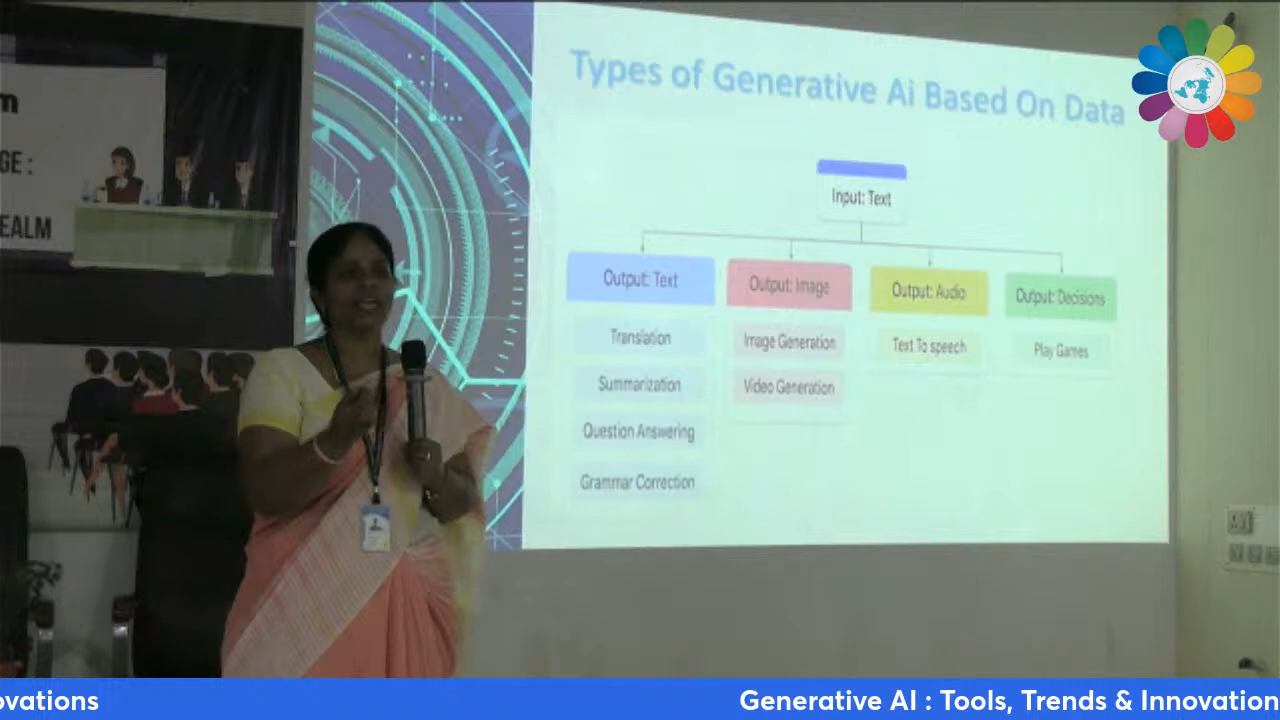 m
GE :
EALM
Types of Generative Ai Based On Data
Input: Text
Output: Text
Translation
Summarization
Question Answering
Grammar Correction
Output: Image
Image Generation
Video Generation
Output: Audio
Text To speech
Output: Decisions
Play Games
ovations
Generative AI : Tools, Trends & Innovation